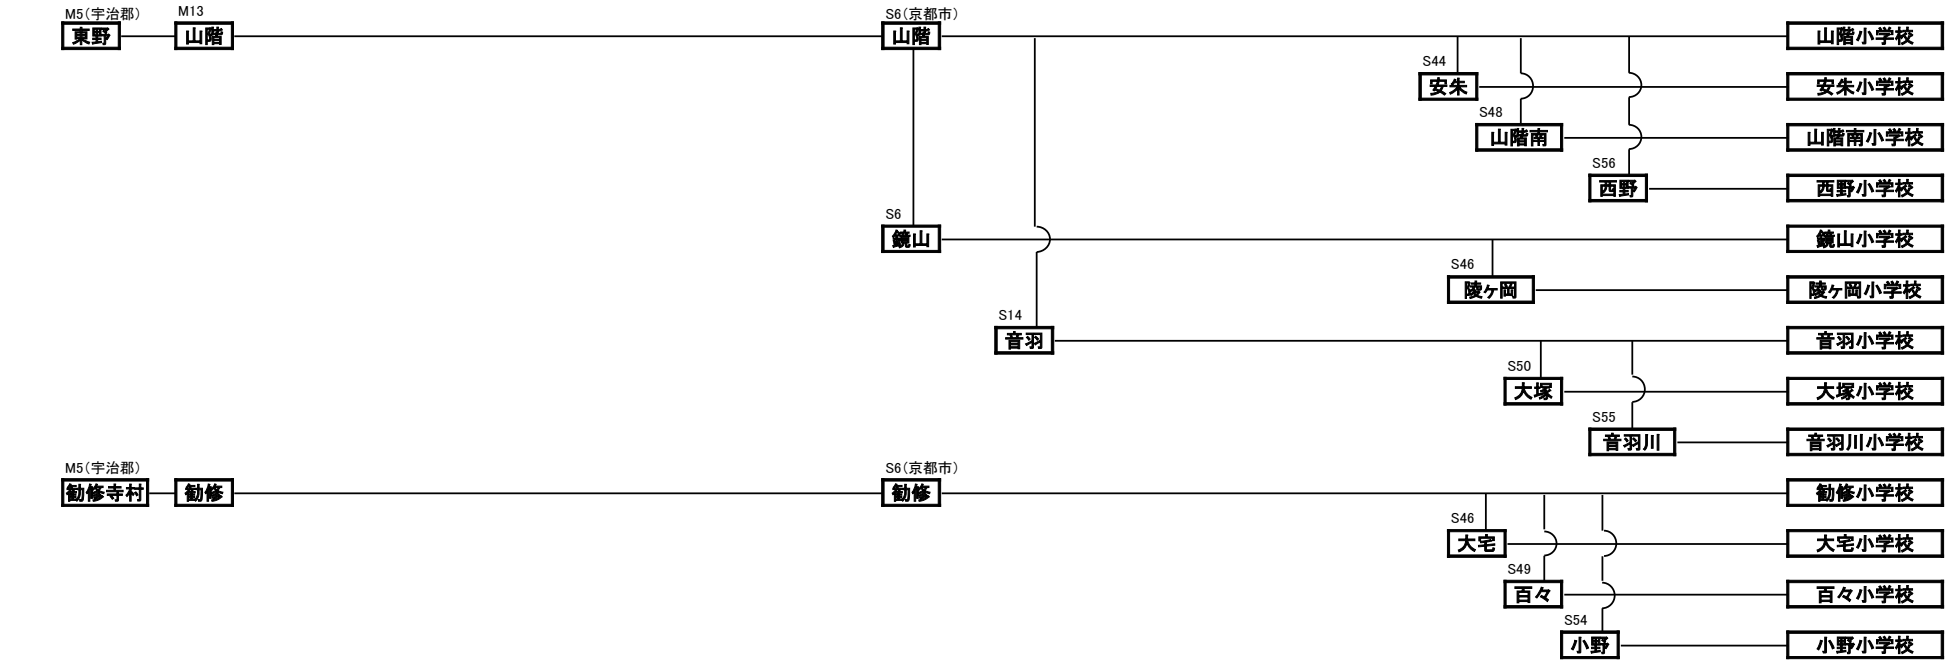 M5(宇治郡) M13 S6(京都市)
東野 山階 山階 山階小学校
S44
安朱 安朱小学校
S48
山階南 山階南小学校
S56
西野 西野小学校
S6
鏡山 鏡山小学校
S46
陵ヶ岡 陵ヶ岡小学校
S14
音羽 音羽小学校
S50
大塚 大塚小学校
S55
音羽川 音羽川小学校
M5(宇治郡) S6(京都市)
勧修寺村 勧修 勧修 勧修小学校
S46
大宅 大宅小学校
S49
百々 百々小学校
S54
小野 小野小学校